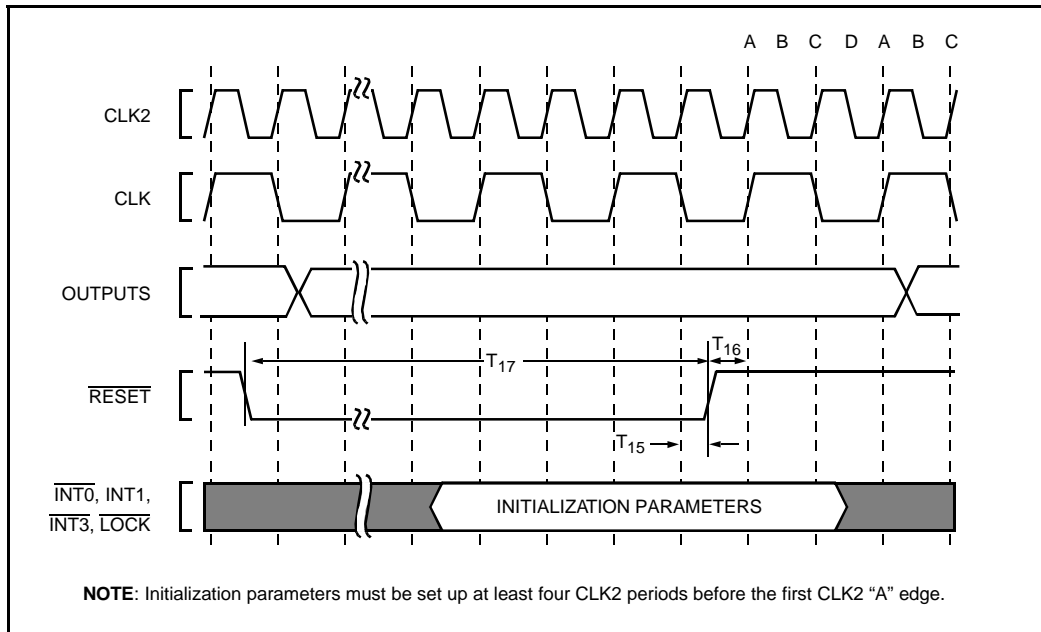 A B C D A B C
CLK2
CLK
OUTPUTS
T17
T16
RESET
T15
INT0, INT1,
INT3, LOCK
INITIALIZATION PARAMETERS
NOTE: Initialization parameters must be set up at least four CLK2 periods before the first CLK2 “A” edge.